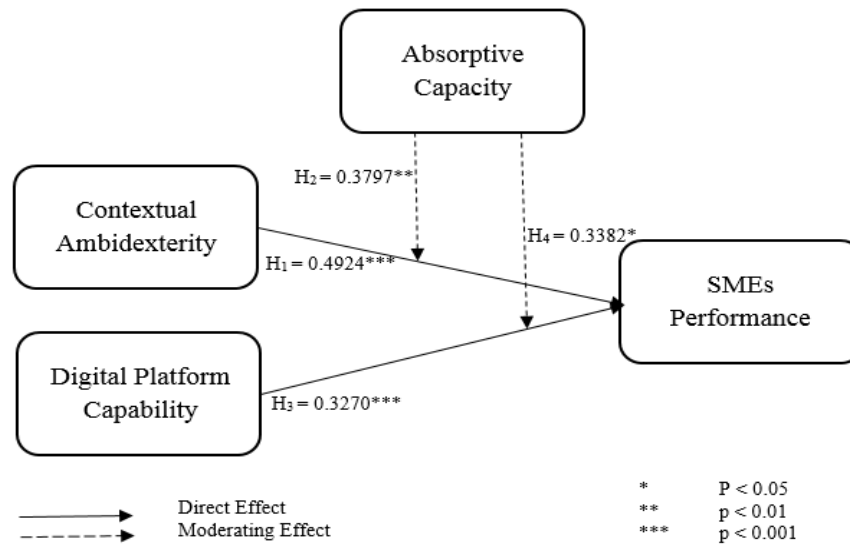 Absorptive
Capacity
H₂ = 0.3797**
Contextual
Ambidexterity
H₄ = 0.3382*
H₁ = 0.4924***
SMEs
Performance
Digital Platform
Capability
H₃ = 0.3270***
Direct Effect
Moderating Effect
* P < 0.05
** p < 0.01
*** p < 0.001